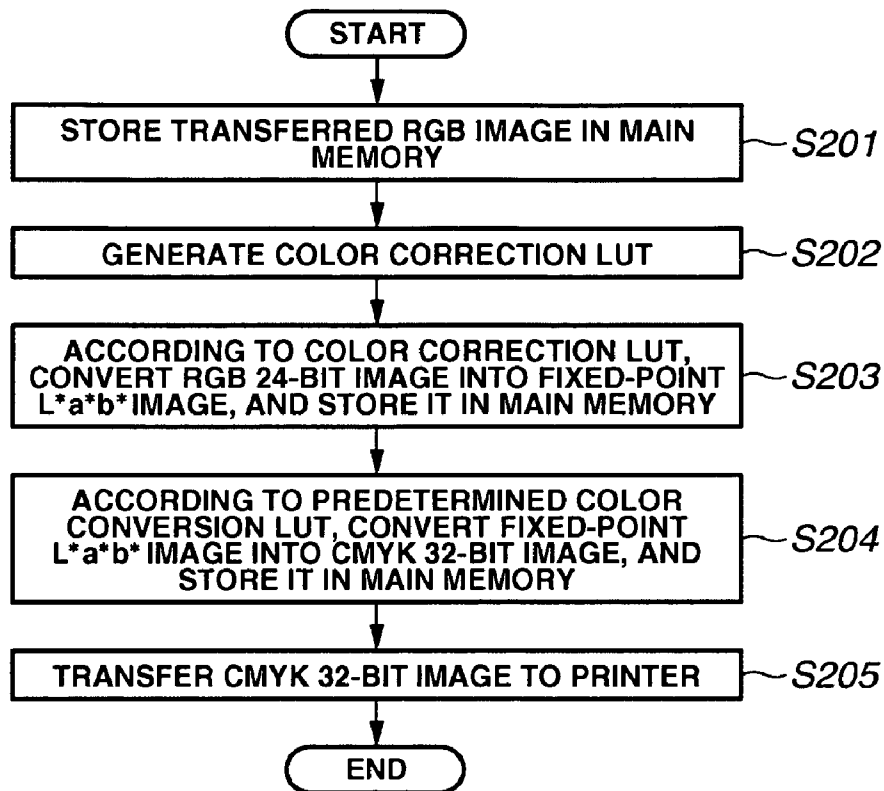 START
STORE TRANSFERRED RGB IMAGE IN MAIN
MEMORY
S201
GENERATE COLOR CORRECTION LUT
S202
ACCORDING TO COLOR CORRECTION LUT,
CONVERT RGB 24-BIT IMAGE INTO FIXED-POINT
L*a*b* IMAGE, AND STORE IT IN MAIN MEMORY
S203
ACCORDING TO PREDETERMINED COLOR
CONVERSION LUT, CONVERT FIXED-POINT
L*a*b* IMAGE INTO CMYK 32-BIT IMAGE, AND
STORE IT IN MAIN MEMORY
S204
TRANSFER CMYK 32-BIT IMAGE TO PRINTER
S205
END